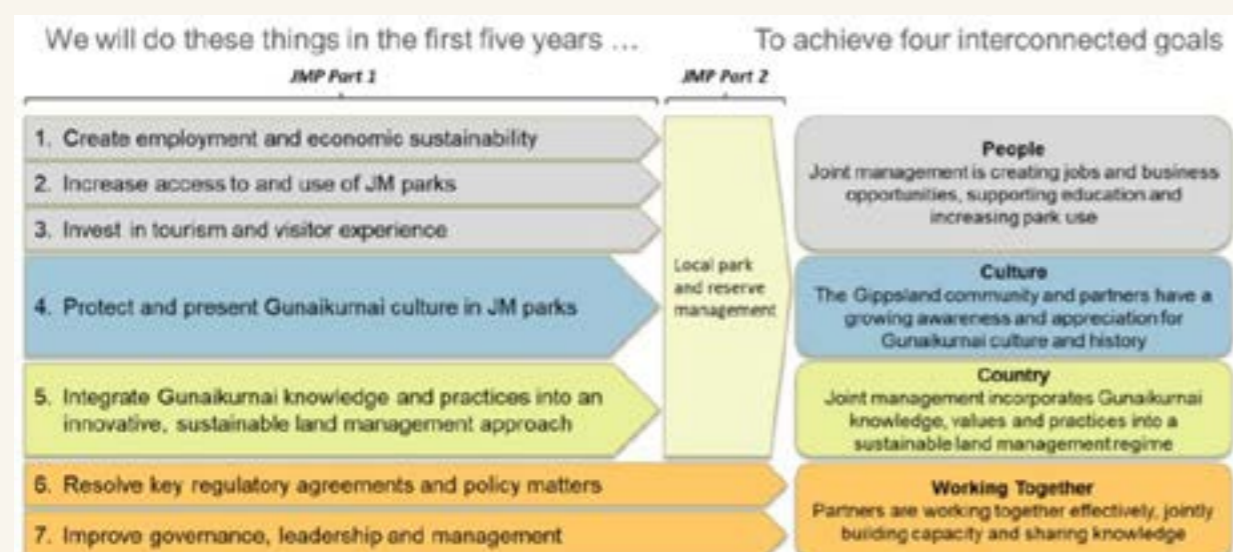 We will do these things in the first five years ...
To achieve four interconnected goals
JMP Part 1
JMP Part 2
1. Create employment and economic sustainability
2. Increase access to and use of JM parks
3. Invest in tourism and visitor experience
4. Protect and present Gunaikurnai culture in JM parks
5. Integrate Gunaikurnai knowledge and practices into an
innovative, sustainable land management approach
6. Resolve key regulatory agreements and policy matters
7. Improve governance, leadership and management
Local park
and reserve
management
People
Joint management is creating jobs and business
opportunities, supporting education and
increasing park use
Culture
The Gippsland community and partners have a
growing awareness and appreciation for
Gunaikurnai culture and history
Country
Joint management incorporates Gunaikurnai
knowledge, values and practices into a
sustainable land management regime
Working Together
Partners are working together effectively, jointly
building capacity and sharing knowledge